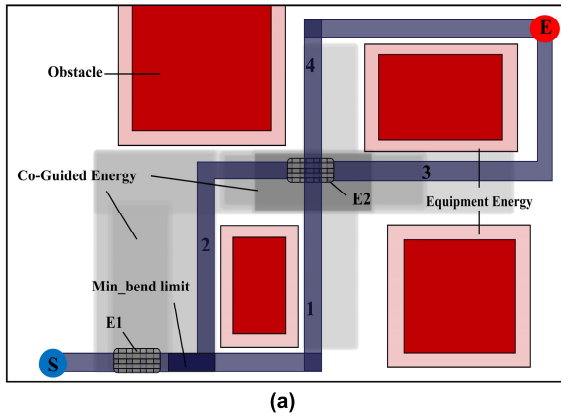 E
4
Obstacle
Co-Guided Energy
3
E2
Equipment Energy
2
Min_bend limit
1
E1
S
(a)